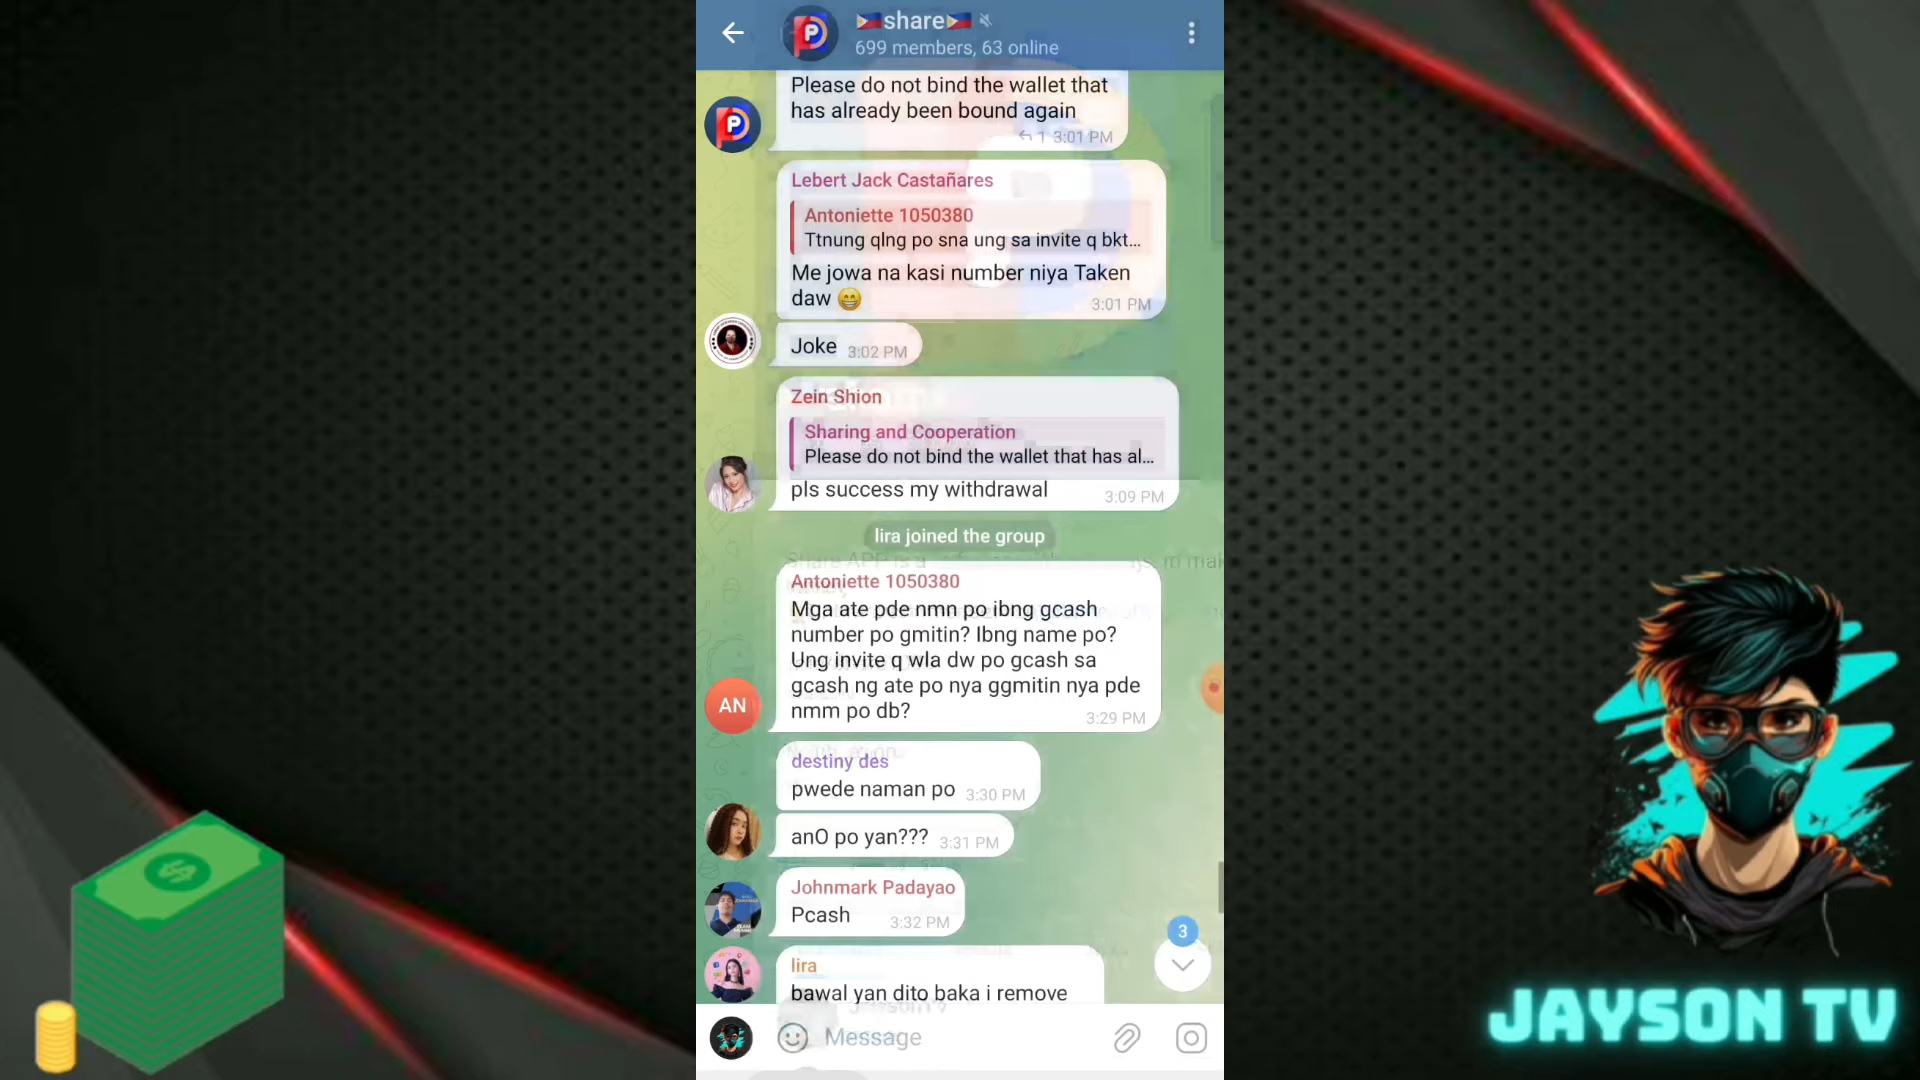 🇵🇭share🇵🇭
699 members, 63 online
Please do not bind the wallet that
has already been bound again
1 3:01 PM
Lebert Jack Castañares
Antoniette 1050380
Ttnung qlng po sna ung sa invite q bkt...
Me jowa na kasi number niya Taken
daw 😁
3:01 PM
Joke 3:02 PM
Zein Shion
Sharing and Cooperation
Please do not bind the wallet that has al...
pls success my withdrawal
3:09 PM
lira joined the group
Share APP is a
Antoniette 1050380
Mga ate pde nmn po ibng gcash
number po gmitin? Ibng name po?
Ung invite q wla dw po gcash sa
gcash ng ate po nya ggmitin nya pde
nmm po db?
3:29 PM
AN
destiny des
pwede naman po 3:30 PM
anO po yan??? 3:31 PM
Johnmark Padayao
Pcash 3:32 PM
3
lira
bawal yan dito baka i remove
Message
JAYSON TV